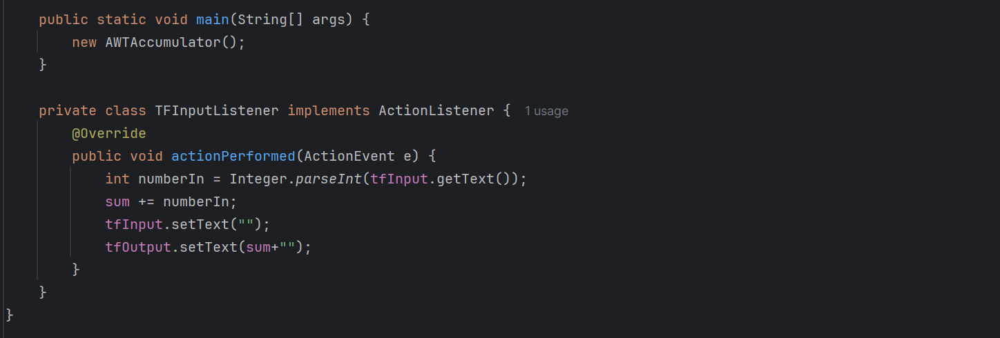 public static void main(String[] args) {
new AWTAccumulator();
}
private class TFInputListener implements ActionListener { 1 usage
@Override
public void actionPerformed(ActionEvent e) {
int numberIn = Integer.parseInt(tfInput.getText());
sum += numberIn;
tfInput.setText("");
tfOutput.setText(sum+"");
}
}
}